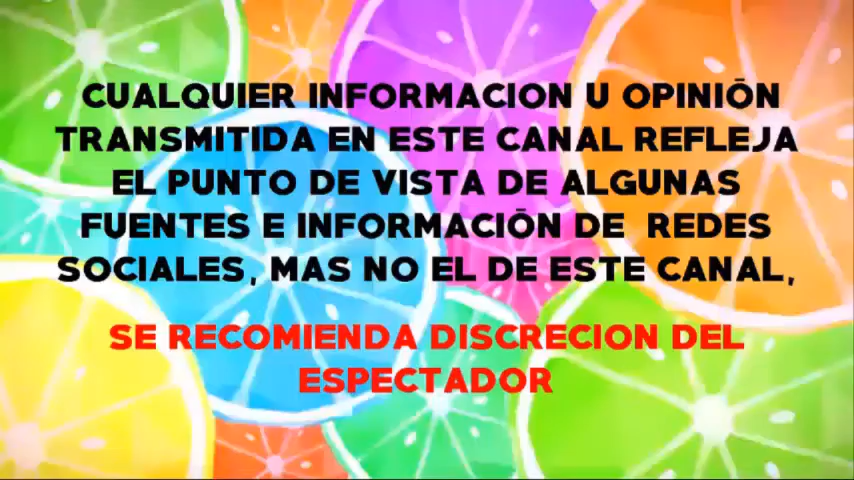 CUALQUIER INFORMACION U OPINIÓN
TRANSMITIDA EN ESTE CANAL REFLEJA
EL PUNTO DE VISTA DE ALGUNAS
FUENTES E INFORMACIÓN DE REDES
SOCIALES, MAS NO EL DE ESTE CANAL,
SE RECOMIENDA DISCRECION DEL
ESPECTADOR